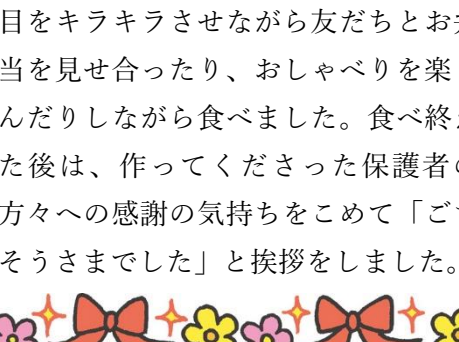 目をキラキラさせながら友だちとお
当を見せ合ったり、おしゃべりを楽
んだりしながら食べました。食べ終
た後は、作ってくださった保護者
方々への感謝の気持ちをこめて「ご
そうさまでした」と挨拶をしました。